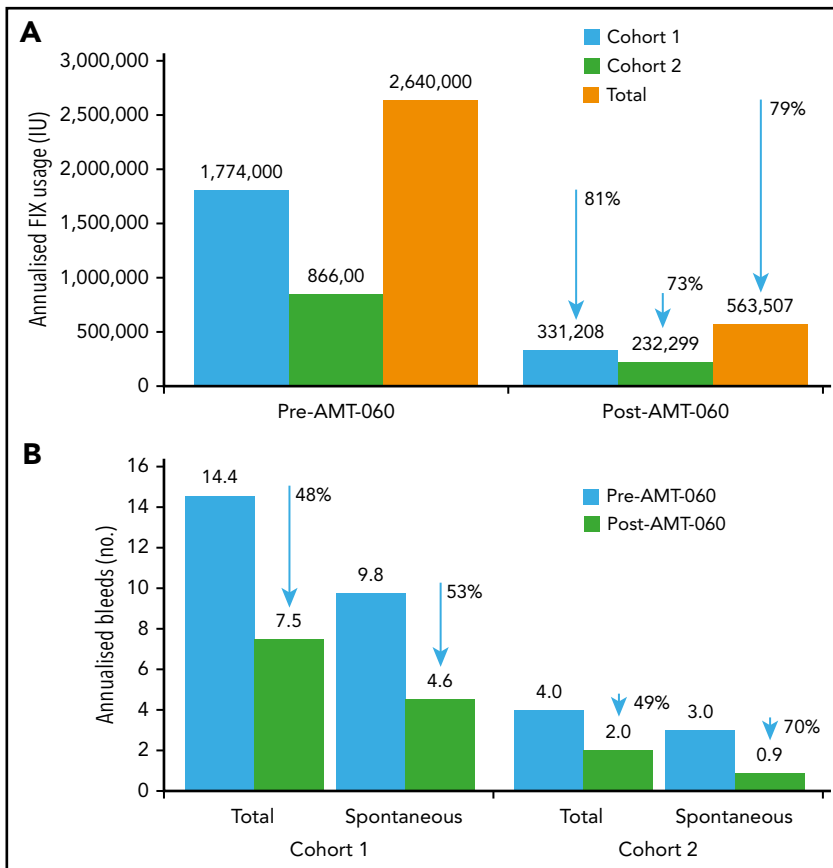 A
Cohort 1
Cohort 2
Total
Annualised FIX usage (IU)
3,000,000
2,500,000
2,000,000
1,500,000
1,000,000
500,000
0
1,774,000
866,00
2,640,000
81%
73%
79%
331,208
232,299
563,507
Pre-AMT-060
Post-AMT-060
B
Pre-AMT-060
Post-AMT-060
Annualised bleeds (no.)
16
14
12
10
8
6
4
2
0
14.4
48%
7.5
9.8
53%
4.6
4.0
49%
2.0
3.0
70%
0.9
Total
Spontaneous
Total
Spontaneous
Cohort 1
Cohort 2